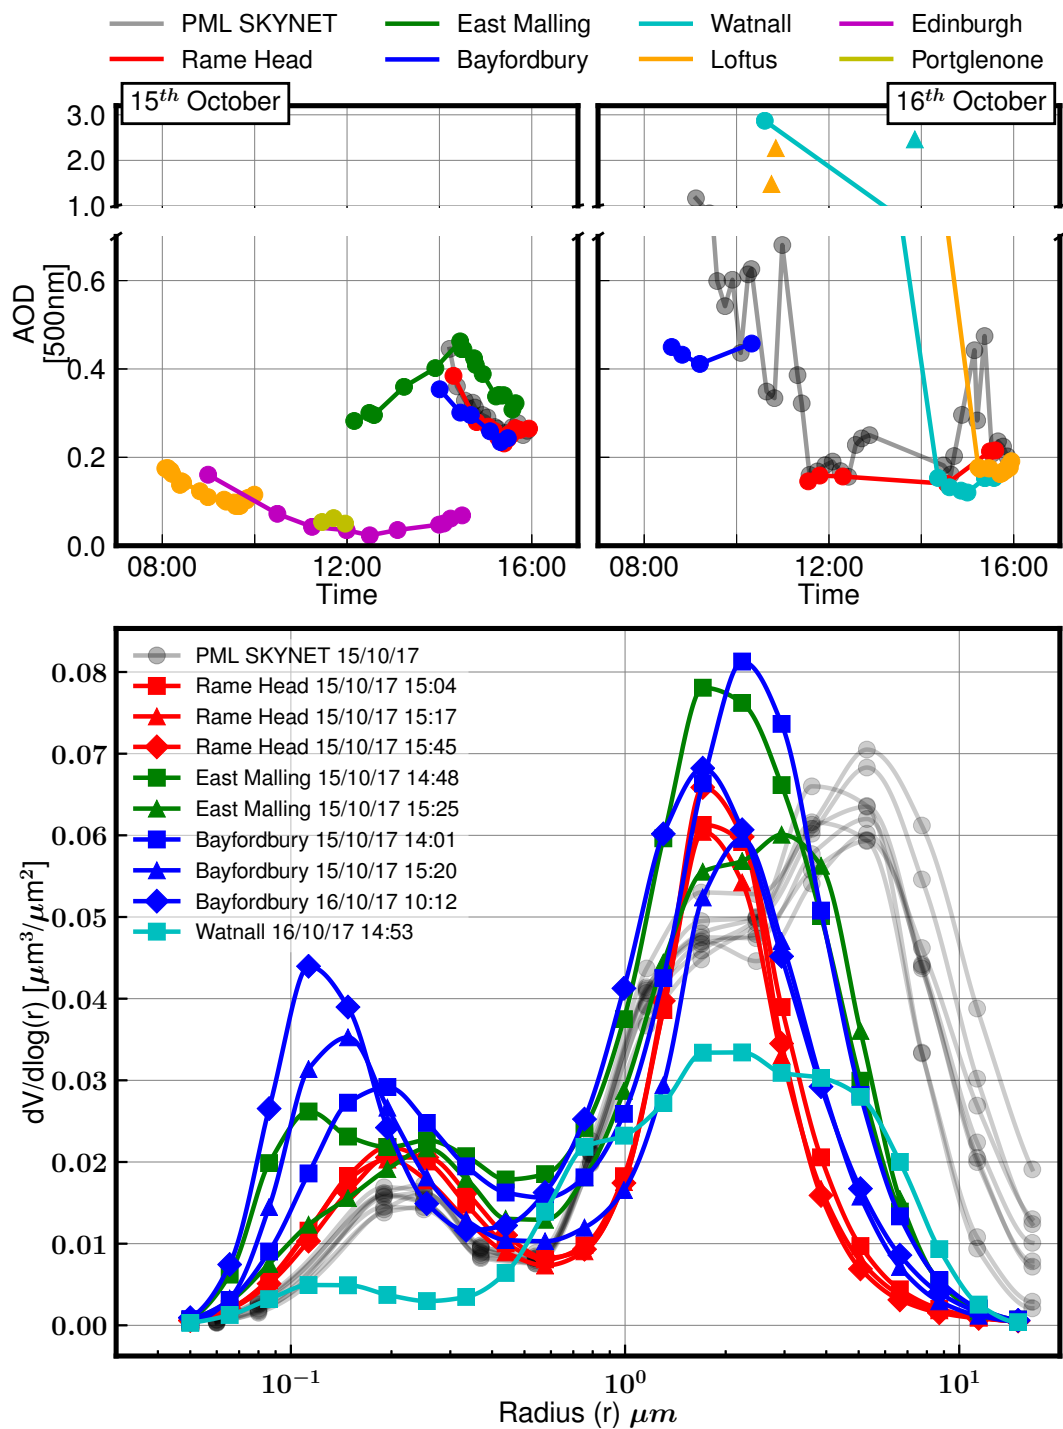 PML SKYNET East Malling Watnall Edinburgh
Rame Head Bayfordbury Loftus Portglenone
15th October
16th October
3.0
2.0
1.0
0.6
0.4
0.2
0.0
AOD
[500nm]
08:00 12:00 16:00 08:00 12:00 16:00
Time Time
PML SKYNET 15/10/17
Rame Head 15/10/17 15:04
Rame Head 15/10/17 15:17
Rame Head 15/10/17 15:45
East Malling 15/10/17 14:48
East Malling 15/10/17 15:25
Bayfordbury 15/10/17 14:01
Bayfordbury 15/10/17 15:20
Bayfordbury 16/10/17 10:12
Watnall 16/10/17 14:53
0.08
0.07
0.06
0.05
0.04
0.03
0.02
0.01
0.00
dV/dlog(r) [μm³/μm²]
10⁻¹ 10⁰ 10¹
Radius (r) μm